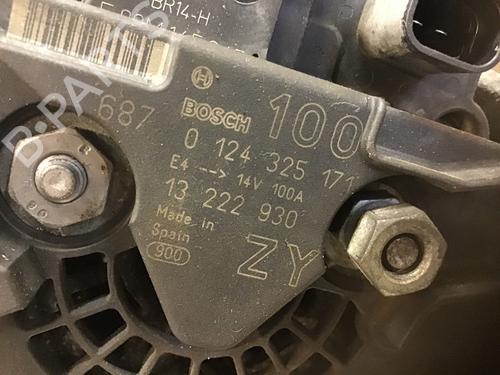 BR14-H
687
BOSCH 100
0 124 325 171
E4 --> 14V 100A
13 222 930
Made in
Spain
900
ZY
B-PARTS